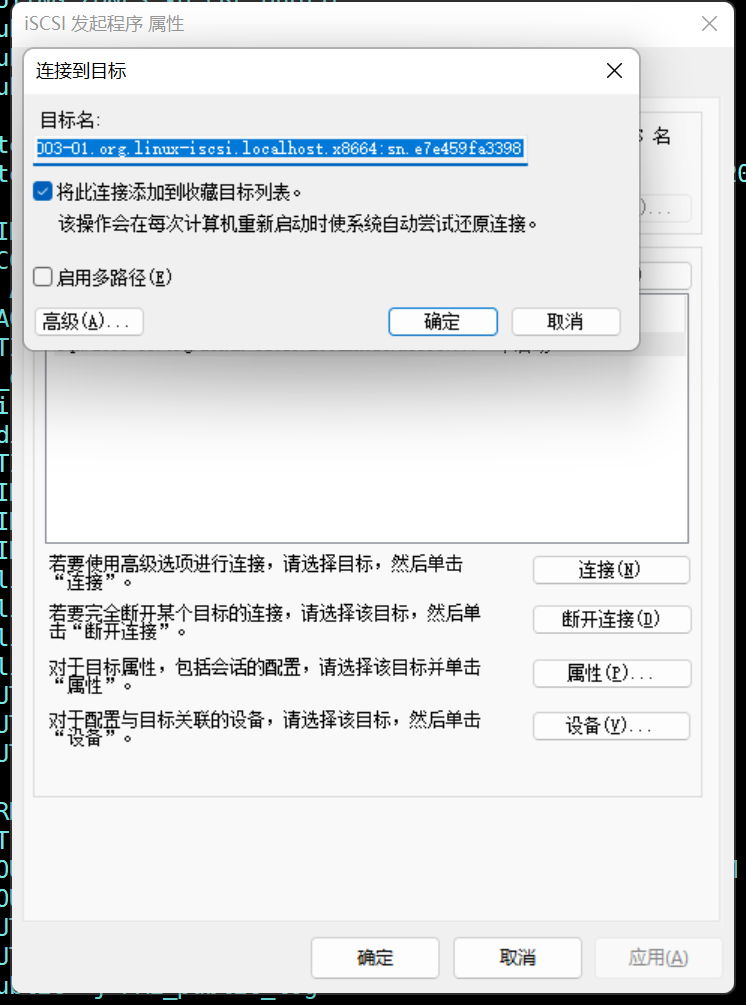 iSCSI 发起程序 属性
连接到目标
目标名:
003-01.org.linux-iscsi.localhost.x8664:sn.e7e459fa3398
名
将此连接添加到收藏目标列表。
该操作会在每次计算机重新启动时使系统自动尝试还原连接。
启用多路径(E)
高级(A)...
确定
取消
若要使用高级选项进行连接，请选择目标，然后单击
“连接”。
连接(N)
若要完全断开某个目标的连接，请选择该目标，然后单
击“断开连接”。
断开连接(D)
对于目标属性，包括会话的配置，请选择该目标并单击
“属性”。
属性(P)...
对于配置与目标关联的设备，请选择该目标，然后单击
“设备”。
设备(V)...
确定
取消
应用(A)